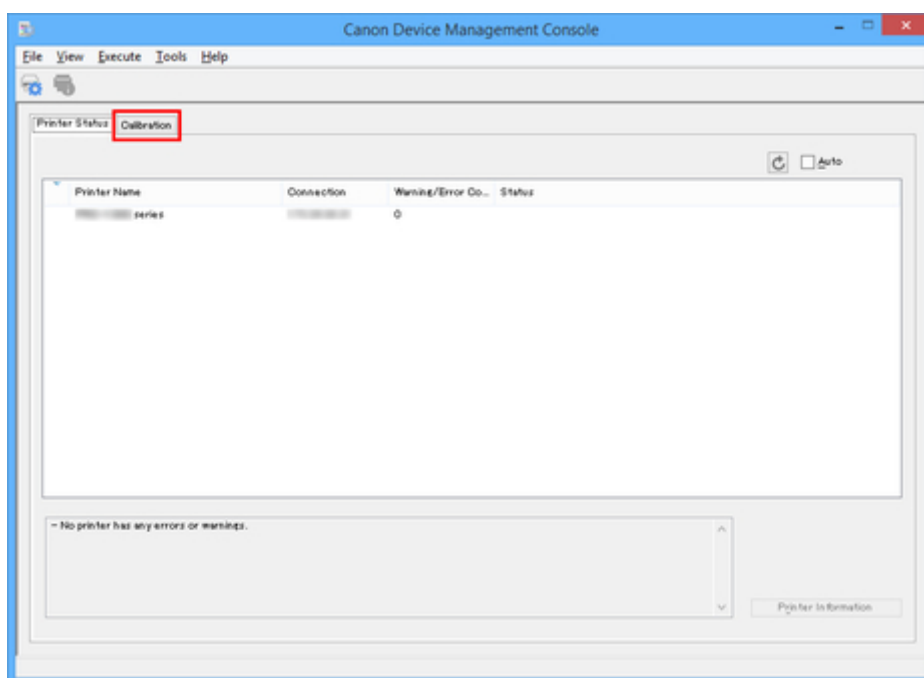 Canon Device Management Console
File View Execute Tools Help
Printer Status Calibration
Auto
Printer Name Connection Warning/Error Co... Status
series 0
- No printer has any errors or warnings.
Printer Information